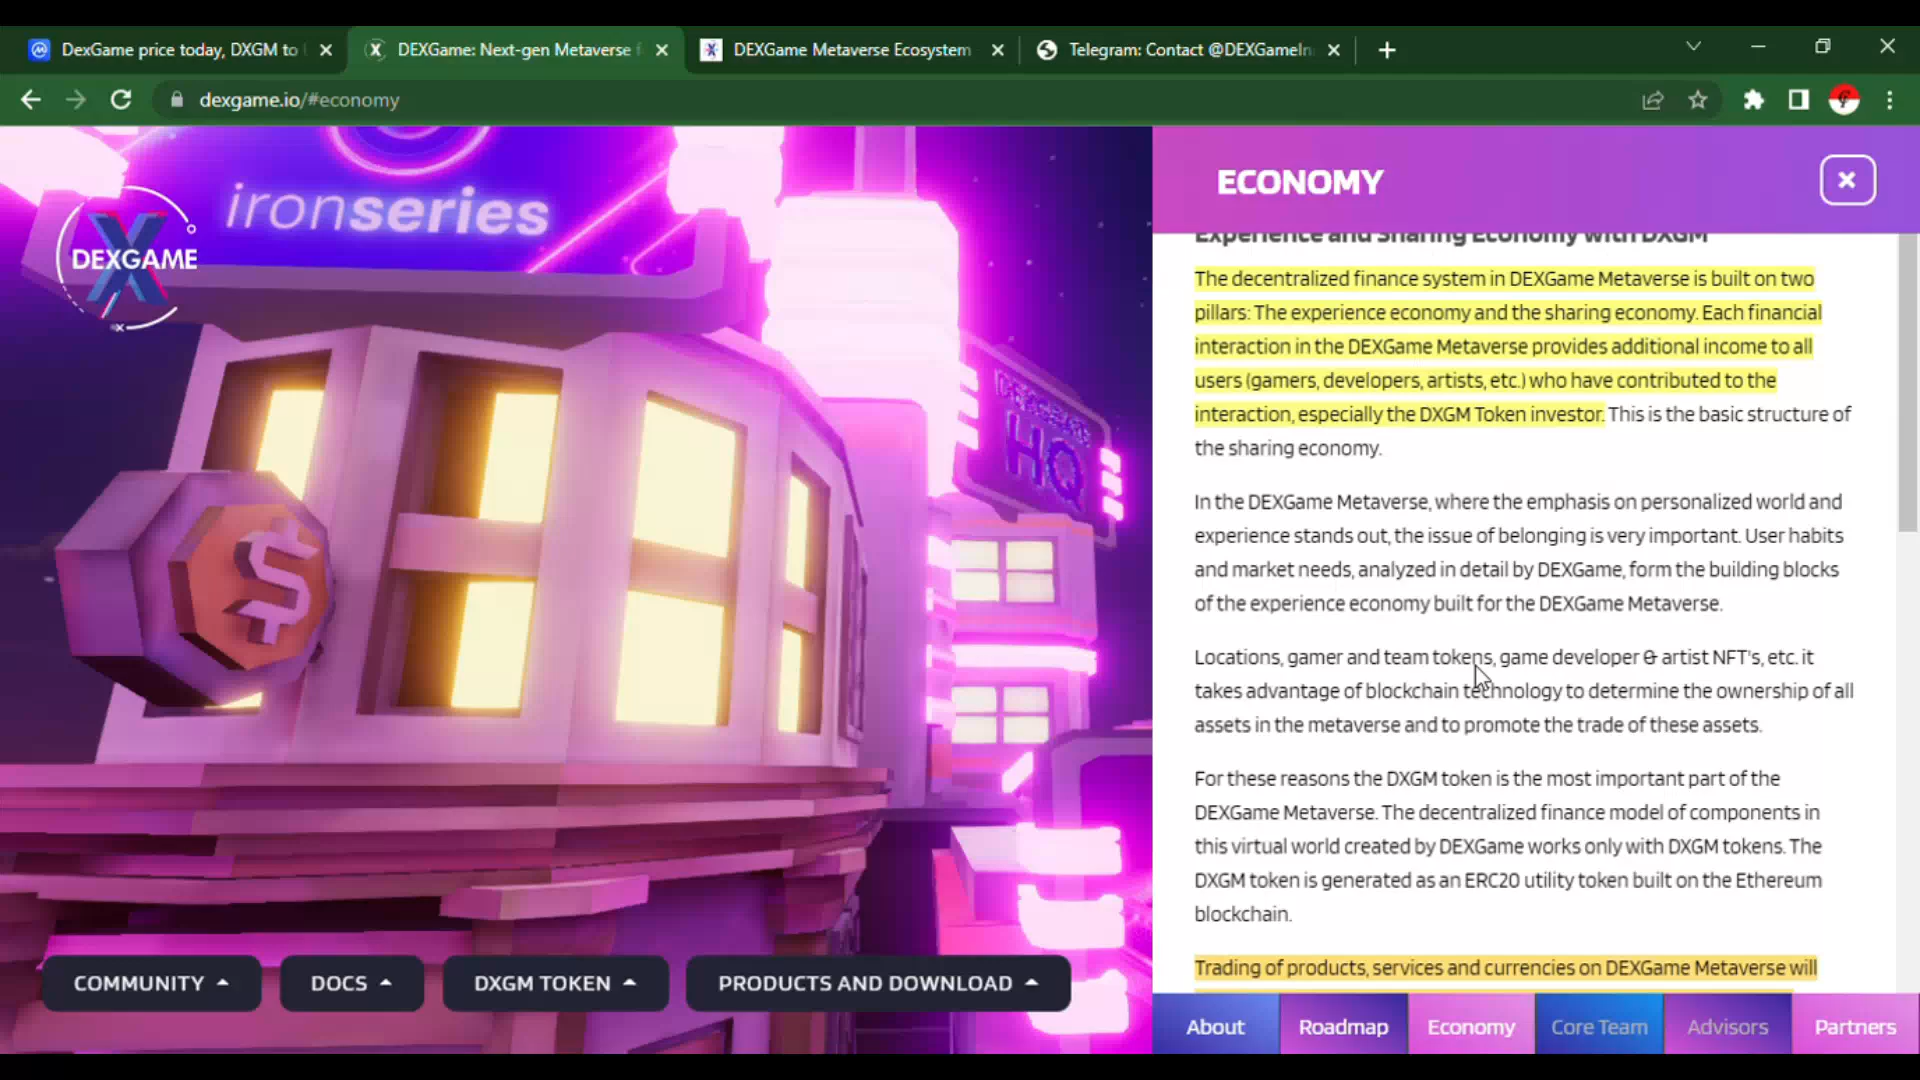 DexGame price today, DXGM to
DEXGame: Next-gen Metaverse f
DEXGame Metaverse Ecosystem
Telegram: Contact @DEXGameIn
dexgame.io/#economy
ironseries
DEXGAME
HQ
ECONOMY
Experience and Sharing Economy with DXGM
The decentralized finance system in DEXGame Metaverse is built on two
pillars: The experience economy and the sharing economy. Each financial
interaction in the DEXGame Metaverse provides additional income to all
users (gamers, developers, artists, etc.) who have contributed to the
interaction, especially the DXGM Token investor. This is the basic structure of
the sharing economy.
In the DEXGame Metaverse, where the emphasis on personalized world and
experience stands out, the issue of belonging is very important. User habits
and market needs, analyzed in detail by DEXGame, form the building blocks
of the experience economy built for the DEXGame Metaverse.
Locations, gamer and team tokens, game developer & artist NFT's, etc. it
takes advantage of blockchain technology to determine the ownership of all
assets in the metaverse and to promote the trade of these assets.
For these reasons the DXGM token is the most important part of the
DEXGame Metaverse. The decentralized finance model of components in
this virtual world created by DEXGame works only with DXGM tokens. The
DXGM token is generated as an ERC20 utility token built on the Ethereum
blockchain.
Trading of products, services and currencies on DEXGame Metaverse will
COMMUNITY
DOCS
DXGM TOKEN
PRODUCTS AND DOWNLOAD
About
Roadmap
Economy
Core Team
Advisors
Partners